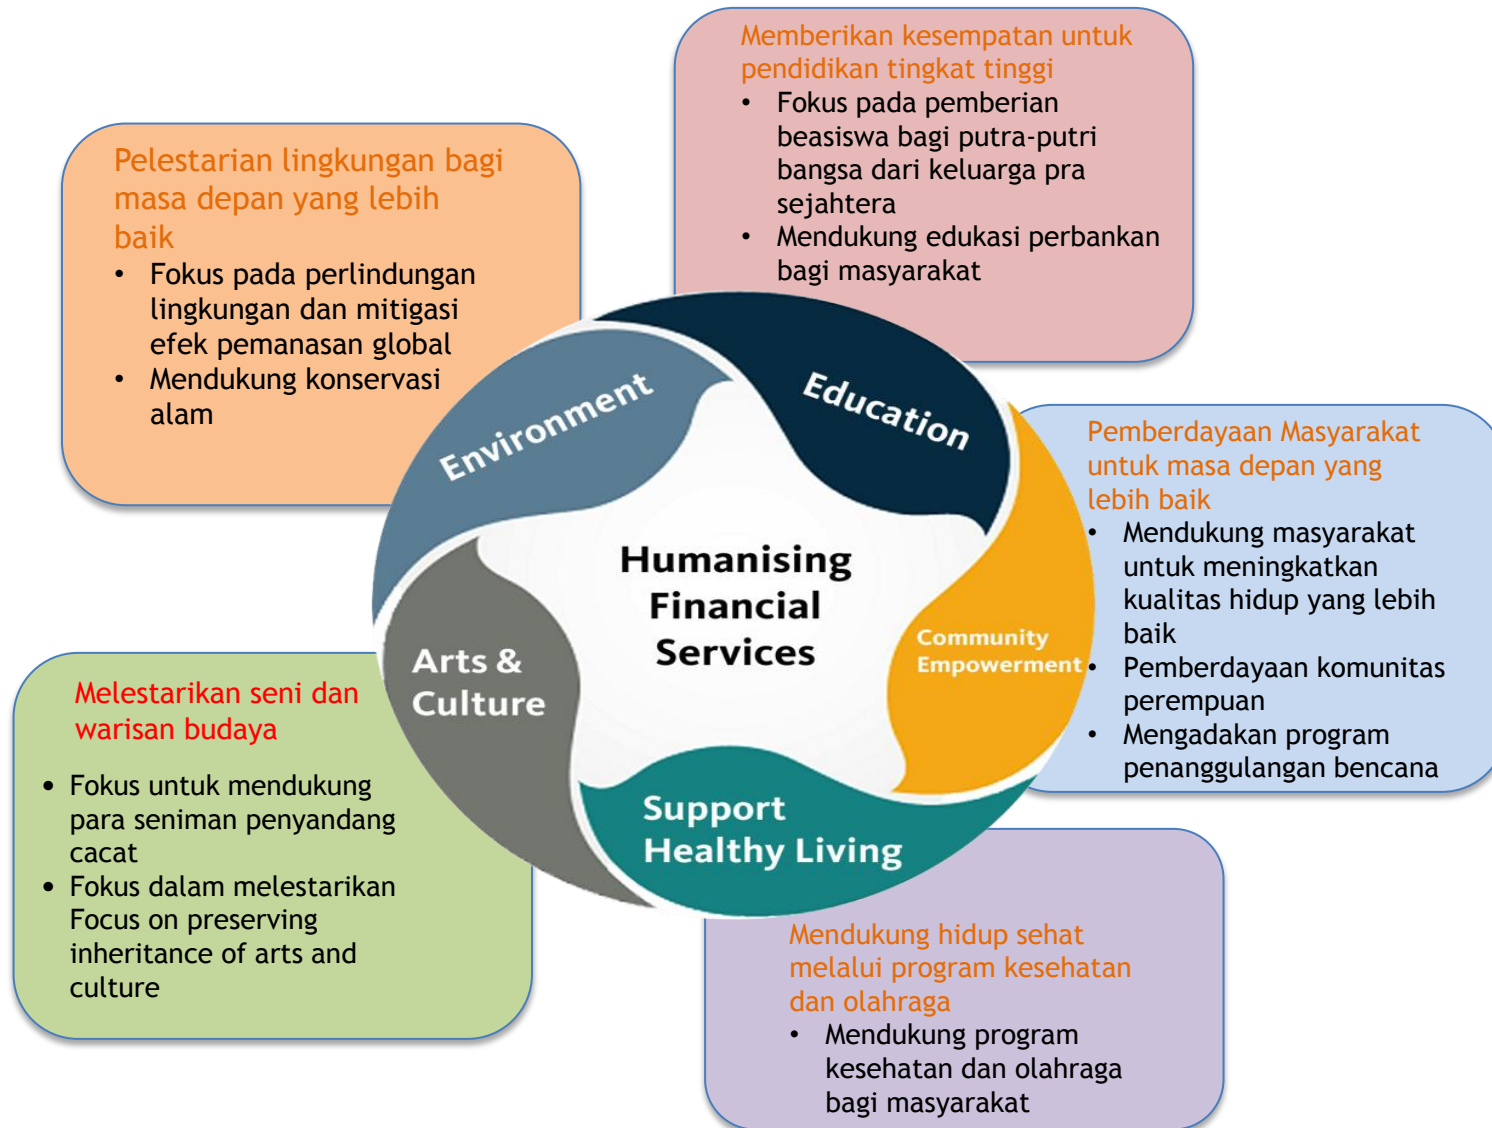 Memberikan kesempatan untuk
pendidikan tingkat tinggi
• Fokus pada pemberian
beasiswa bagi putra-putri
bangsa dari keluarga pra
sejahtera
• Mendukung edukasi perbankan
bagi masyarakat
Pelestarian lingkungan bagi
masa depan yang lebih
baik
• Fokus pada perlindungan
lingkungan dan mitigasi
efek pemanasan global
• Mendukung konservasi
alam
Environment
Education
Pemberdayaan Masyarakat
untuk masa depan yang
lebih baik
• Mendukung masyarakat
untuk meningkatkan
kualitas hidup yang lebih
baik
• Pemberdayaan komunitas
perempuan
• Mengadakan program
penanggulangan bencana
Humanising
Financial
Services
Community
Empowerment
Arts &
Culture
Support
Healthy Living
Melestarikan seni dan
warisan budaya
• Fokus untuk mendukung
para seniman penyandang
cacat
• Fokus dalam melestarikan
Focus on preserving
inheritance of arts and
culture
Mendukung hidup sehat
melalui program kesehatan
dan olahraga
• Mendukung program
kesehatan dan olahraga
bagi masyarakat